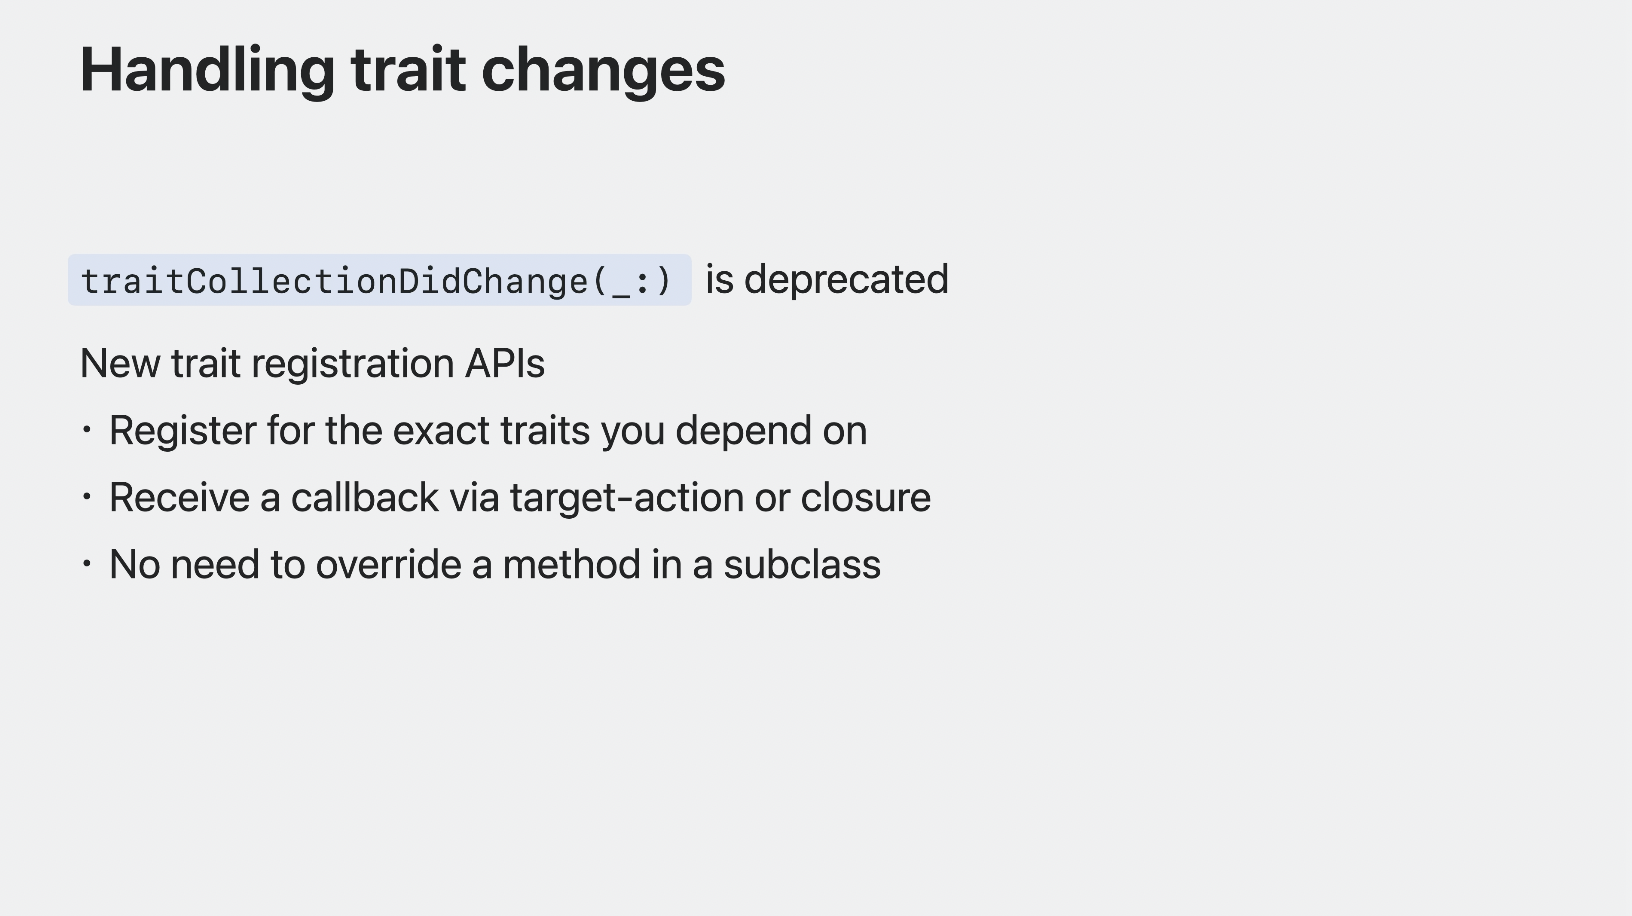 Handling trait changes
traitCollectionDidChange(_:) is deprecated
New trait registration APIs
• Register for the exact traits you depend on
• Receive a callback via target-action or closure
• No need to override a method in a subclass